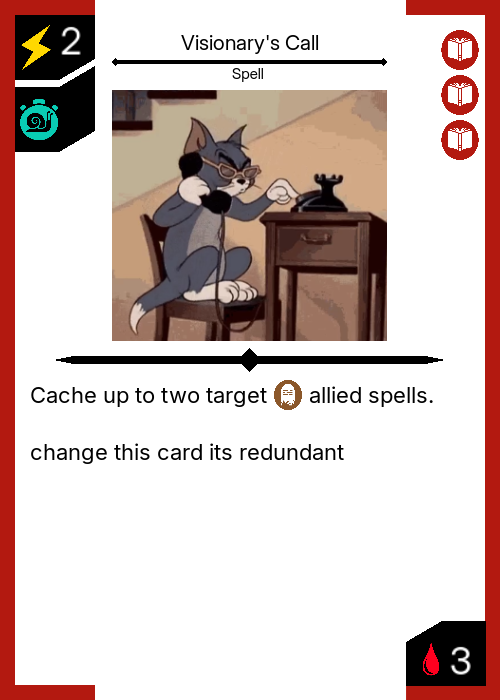 2
Visionary's Call
Spell
Cache up to two target allied spells.
change this card its redundant
3